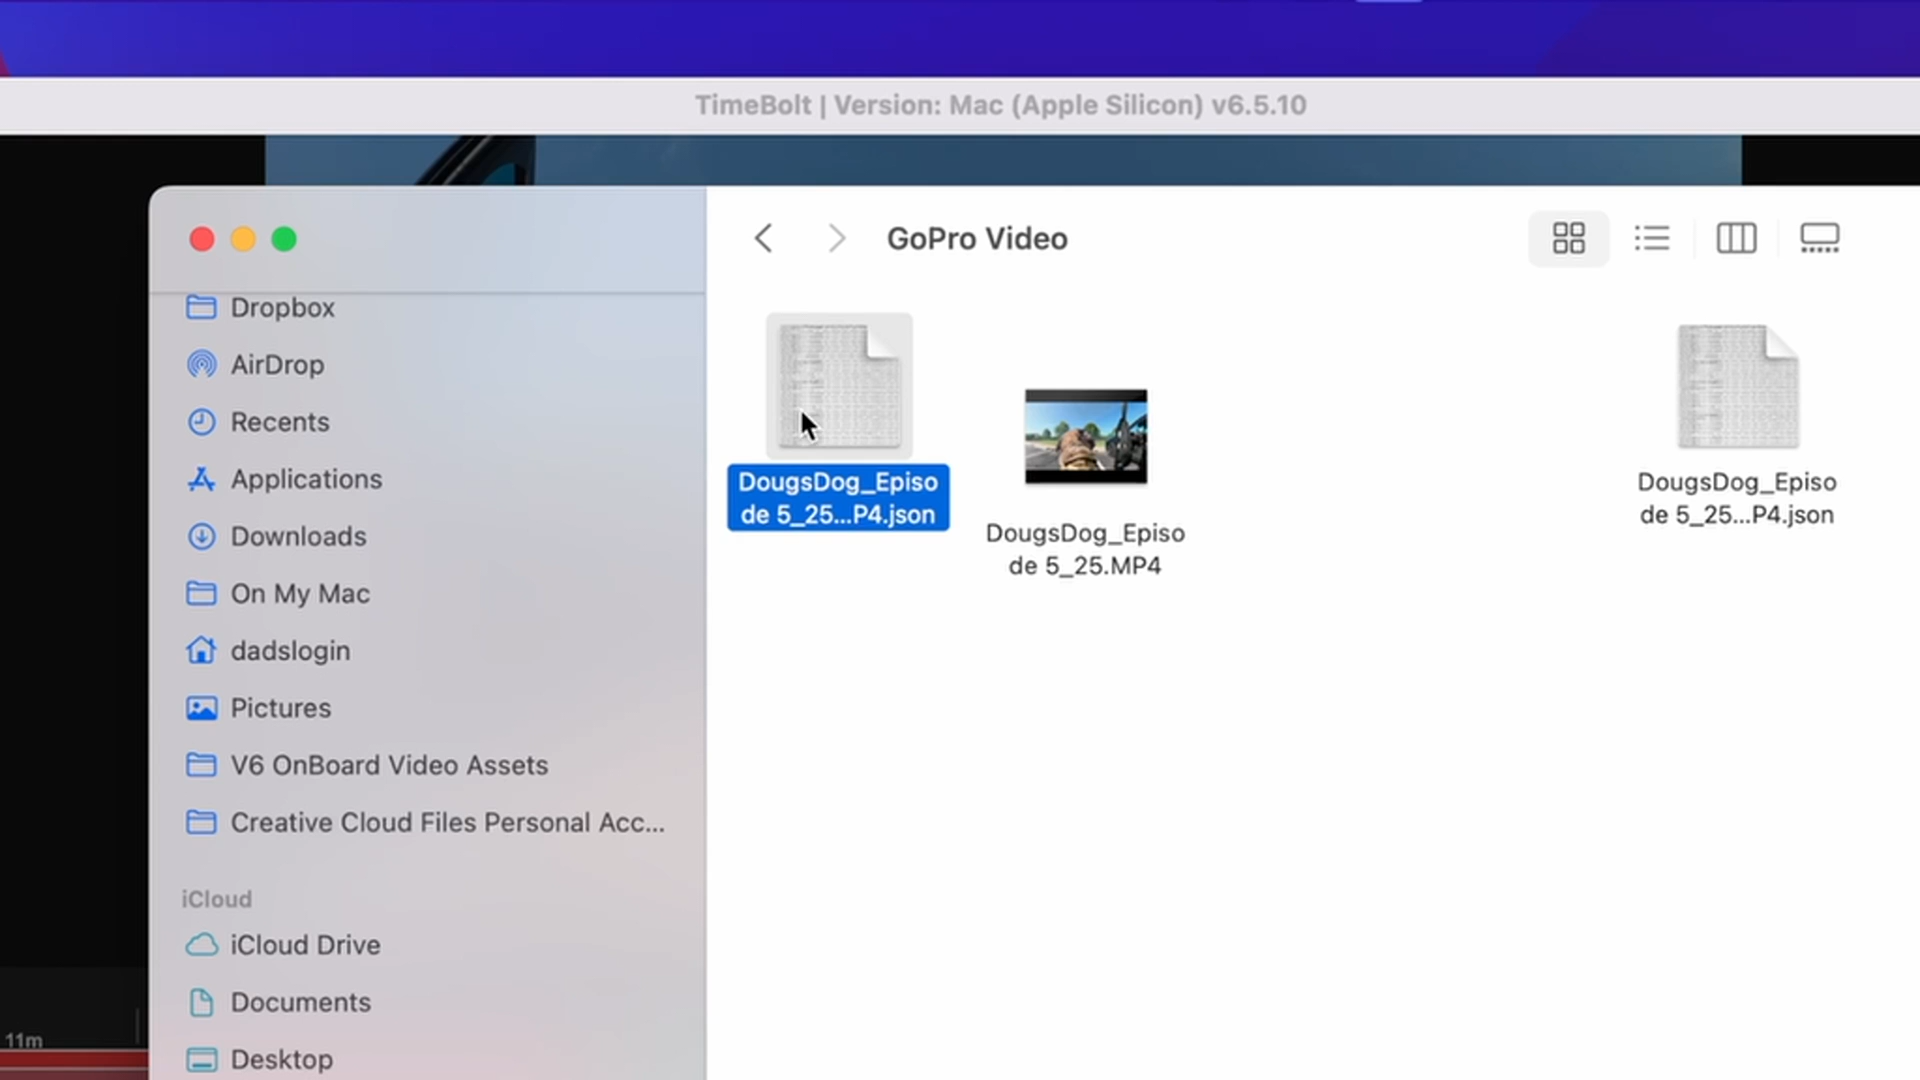 TimeBolt | Version: Mac (Apple Silicon) v6.5.10
GoPro Video
Dropbox
AirDrop
Recents
Applications
Downloads
On My Mac
dadslogin
Pictures
V6 OnBoard Video Assets
Creative Cloud Files Personal Acc...
iCloud
iCloud Drive
Documents
Desktop
DougsDog_Episo
de 5_25...P4.json
DougsDog_Episo
de 5_25.MP4
DougsDog_Episo
de 5_25...P4.json
11m